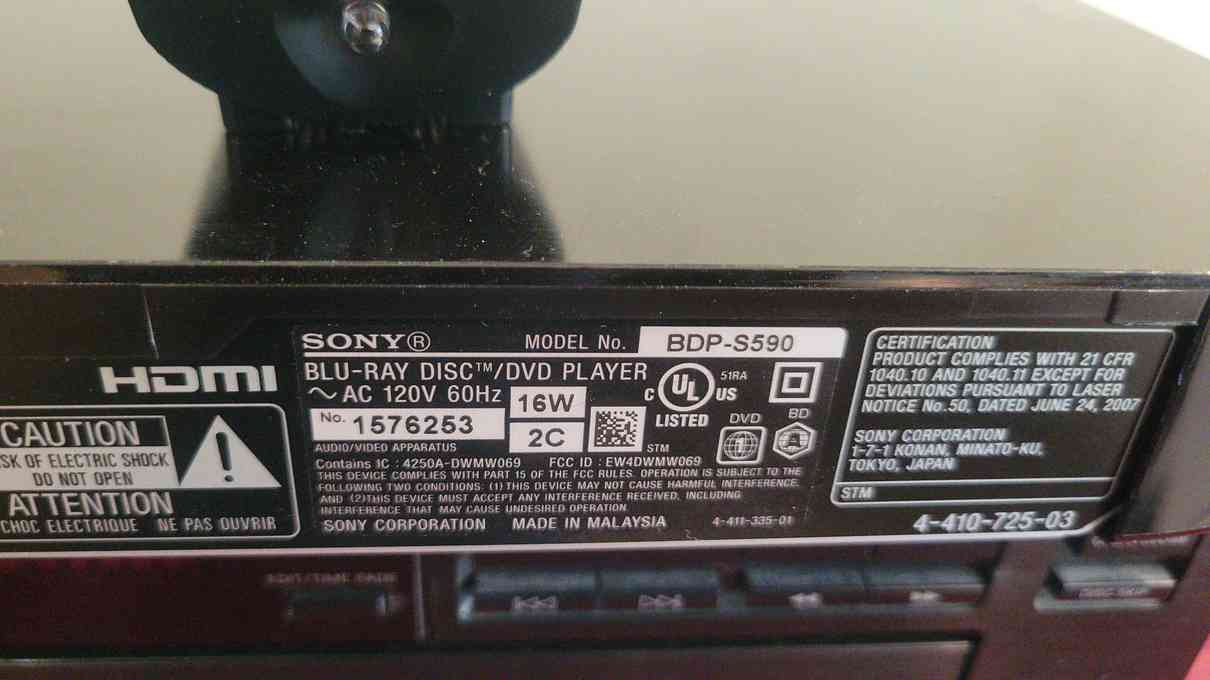 HDMI
CAUTION
SK OF ELECTRIC SHOCK
DO NOT OPEN
ATTENTION
CHOC ELECTRIQUE NE PAS OUVRIR
SONY®
MODEL No. BDP-S590
BLU-RAY DISC™/DVD PLAYER
~ AC 120V 60Hz
16W
No. 1576253
2C
AUDIO/VIDEO APPARATUS
STM
C UL US
51RA
LISTED
DVD
BD
Contains IC : 4250A-DWMW069 FCC ID : EW4DWMW069
THIS DEVICE COMPLIES WITH PART 15 OF THE FCC RULES. OPERATION IS SUBJECT TO THE
FOLLOWING TWO CONDITIONS: (1)THIS DEVICE MAY NOT CAUSE HARMFUL INTERFERENCE,
AND (2)THIS DEVICE MUST ACCEPT ANY INTERFERENCE RECEIVED, INCLUDING
INTERFERENCE THAT MAY CAUSE UNDESIRED OPERATION.
SONY CORPORATION MADE IN MALAYSIA 4-411-335-01
CERTIFICATION
PRODUCT COMPLIES WITH 21 CFR
1040.10 AND 1040.11 EXCEPT FOR
DEVIATIONS PURSUANT TO LASER
NOTICE No.50, DATED JUNE 24, 2007
SONY CORPORATION
1-7-1 KONAN, MINATO-KU,
TOKYO, JAPAN
STM
4-410-725-03
DISC SKIP